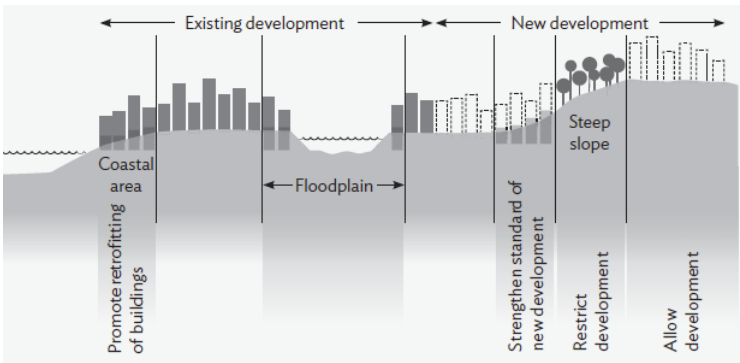 Existing development
New development
Coastal
area
Floodplain
Steep
slope
Promote retrofitting
of buildings
Strengthen standard of
new development
Restrict
development
Allow
development